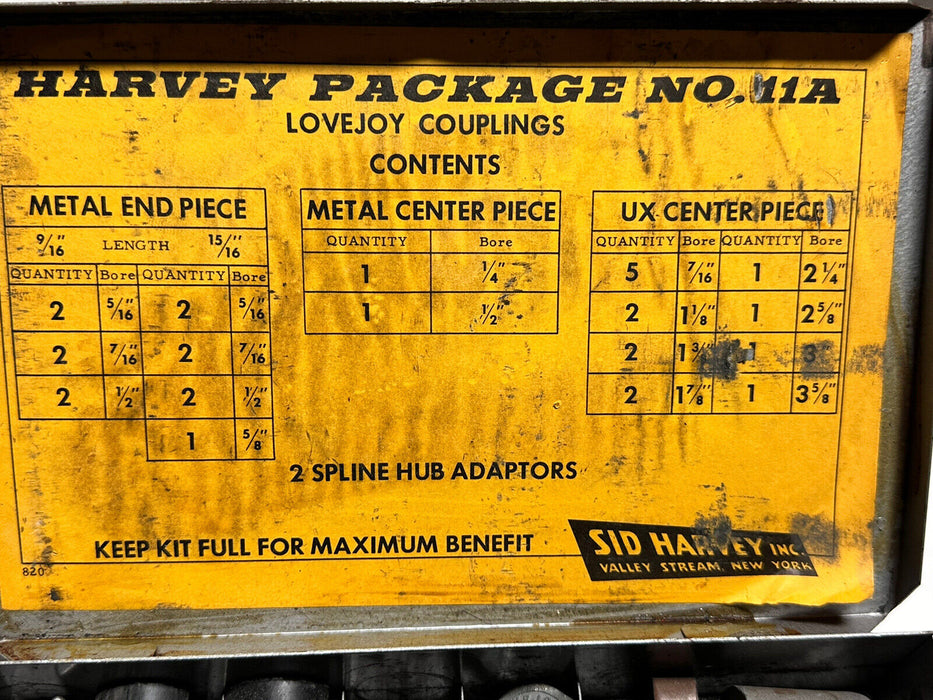 HARVEY PACKAGE NO. 11A
LOVEJOY COUPLINGS
CONTENTS
METAL END PIECE
9/16" LENGTH 15/16"
QUANTITY Bore QUANTITY Bore
2 5/16" 2 5/16"
2 7/16" 2 7/16"
2 1/2" 2 1/2"
1 5/8"
METAL CENTER PIECE
QUANTITY Bore
1 1/4"
1 1/2"
UX CENTER PIECE
QUANTITY Bore QUANTITY Bore
5 7/16" 1 2 1/4"
2 1 1/8" 1 2 5/8"
2 1 1 3
2 1 7/8" 1 3 5/8"
2 SPLINE HUB ADAPTORS
KEEP KIT FULL FOR MAXIMUM BENEFIT
SID HARVEY INC.
VALLEY STREAM, NEW YORK
820